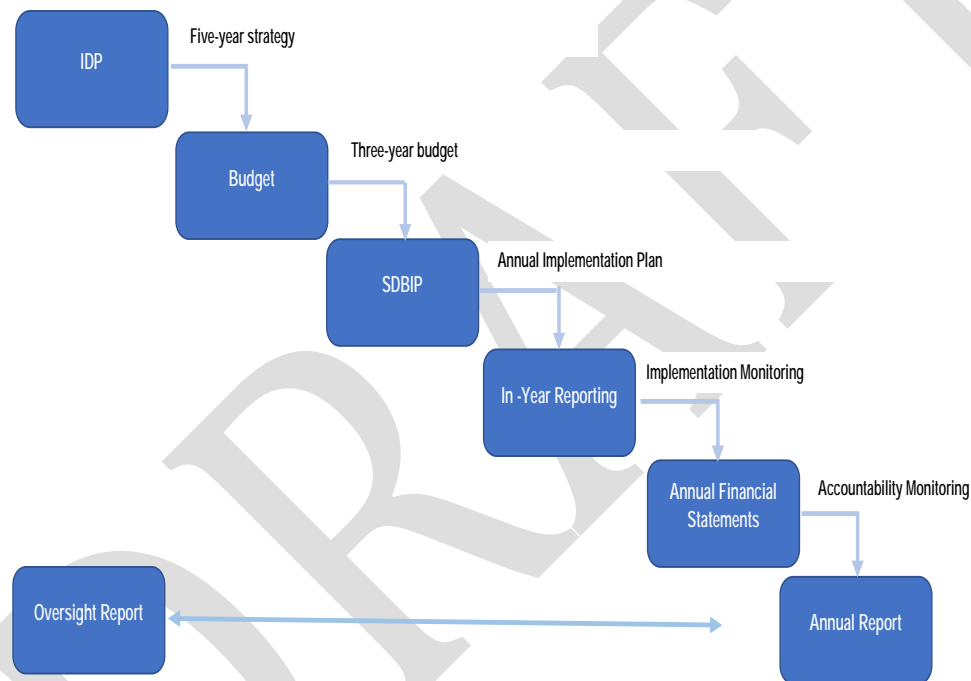 IDP
Five-year strategy
Budget
Three-year budget
SDBIP
Annual Implementation Plan
In -Year Reporting
Implementation Monitoring
Annual Financial
Statements
Accountability Monitoring
Oversight Report
Annual Report